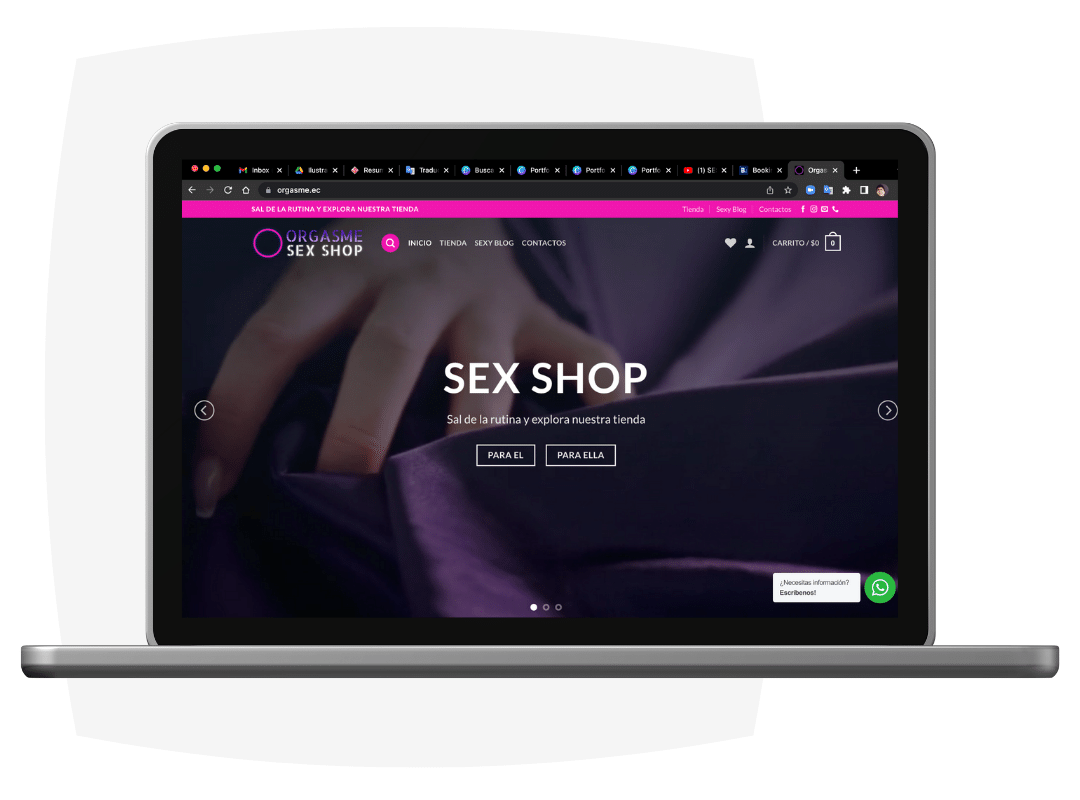 Inbox
Ilustra
Resur
Tradu
Busca
Portfo
Portfo
Portfo
(1) SE
Booki
Orgas
orgasme.ec
SAL DE LA RUTINA Y EXPLORA NUESTRA TIENDA
Tienda
Sexy Blog
Contactos
ORGASME
SEX SHOP
INICIO
TIENDA
SEXY BLOG
CONTACTOS
CARRITO / $0
0
SEX SHOP
Sal de la rutina y explora nuestra tienda
PARA EL
PARA ELLA
¿Necesitas información?
Escríbenos!